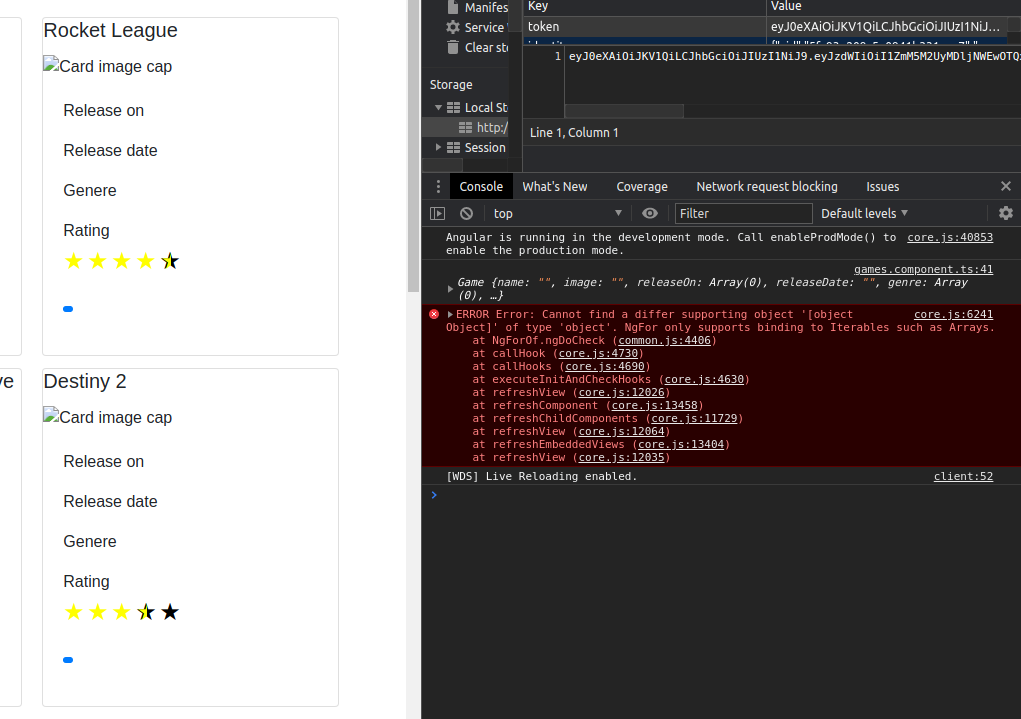 Rocket League
Card image cap
Release on
Release date
Genere
Rating
ve
Destiny 2
Card image cap
Release on
Release date
Genere
Rating
Manifes
Service
Clear sto
Storage
Local St
http:/
Session
Key
Value
token
eyJ0eXAiOiJKV1QiLCJhbGciOiJIUzI1NiJ...
1
eyJ0eXAiOiJKV1QiLCJhbGciOiJIUzI1NiJ9.eyJzdWIiOiI1ZmM5M2UyMDljNWEwOTQz
Line 1, Column 1
Console
What's New
Coverage
Network request blocking
Issues
top
Filter
Default levels
Angular is running in the development mode. Call enableProdMode() to core.js:40853
enable the production mode.
games.component.ts:41
Game {name: "", image: "", releaseOn: Array(0), releaseDate: "", genre: Array
(0), …}
ERROR Error: Cannot find a differ supporting object '[object core.js:6241
Object]' of type 'object'. NgFor only supports binding to Iterables such as Arrays.
at NgForOf.ngDoCheck (common.js:4406)
at callHook (core.js:4730)
at callHooks (core.js:4690)
at executeInitAndCheckHooks (core.js:4630)
at refreshView (core.js:12026)
at refreshComponent (core.js:13458)
at refreshChildComponents (core.js:11729)
at refreshView (core.js:12064)
at refreshEmbeddedViews (core.js:13404)
at refreshView (core.js:12035)
[WDS] Live Reloading enabled. client:52